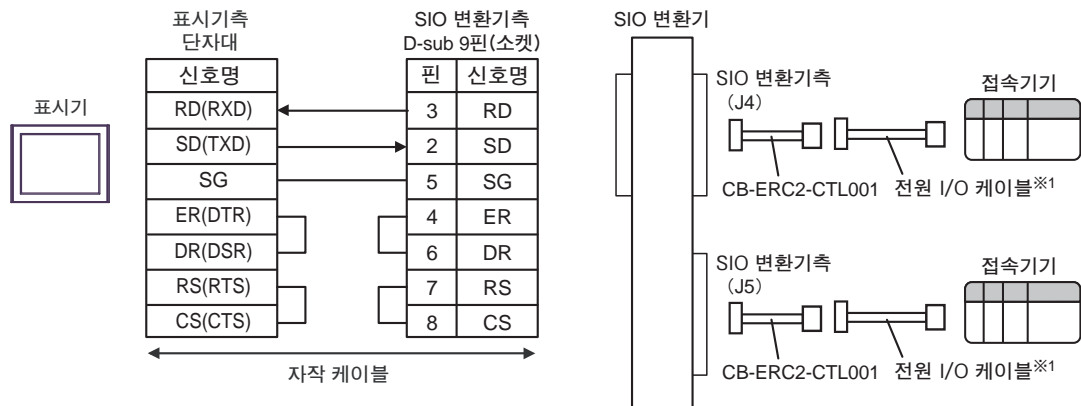 표시기측
단자대
SIO 변환기측
D-sub 9핀(소켓)
표시기
신호명
핀 신호명
RD(RXD) 3 RD
SD(TXD) 2 SD
SG 5 SG
ER(DTR) 4 ER
DR(DSR) 6 DR
RS(RTS) 7 RS
CS(CTS) 8 CS
자작 케이블
SIO 변환기
SIO 변환기측
(J4)
접속기기
CB-ERC2-CTL001 전원 I/O 케이블※1
SIO 변환기측
(J5)
접속기기
CB-ERC2-CTL001 전원 I/O 케이블※1